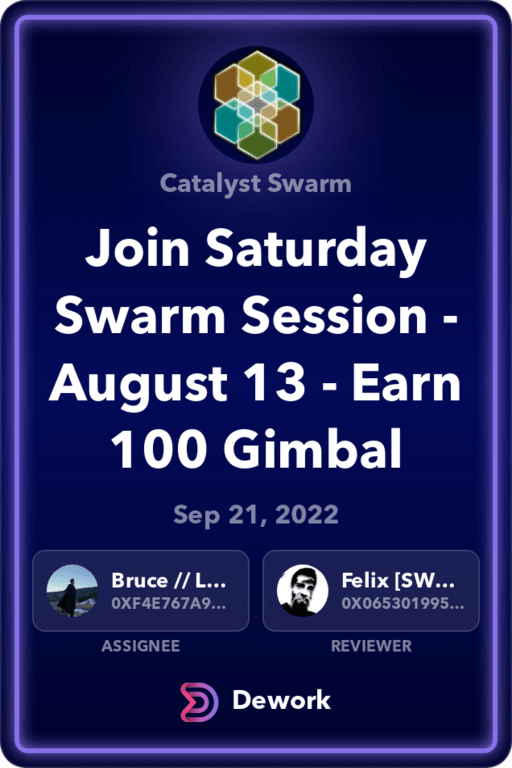 Catalyst Swarm
Join Saturday
Swarm Session -
August 13 - Earn
100 Gimbal
Sep 21, 2022
Bruce // L...
0XF4E767A9...
ASSIGNEE
Felix [SW...
0X065301995...
REVIEWER
Dework